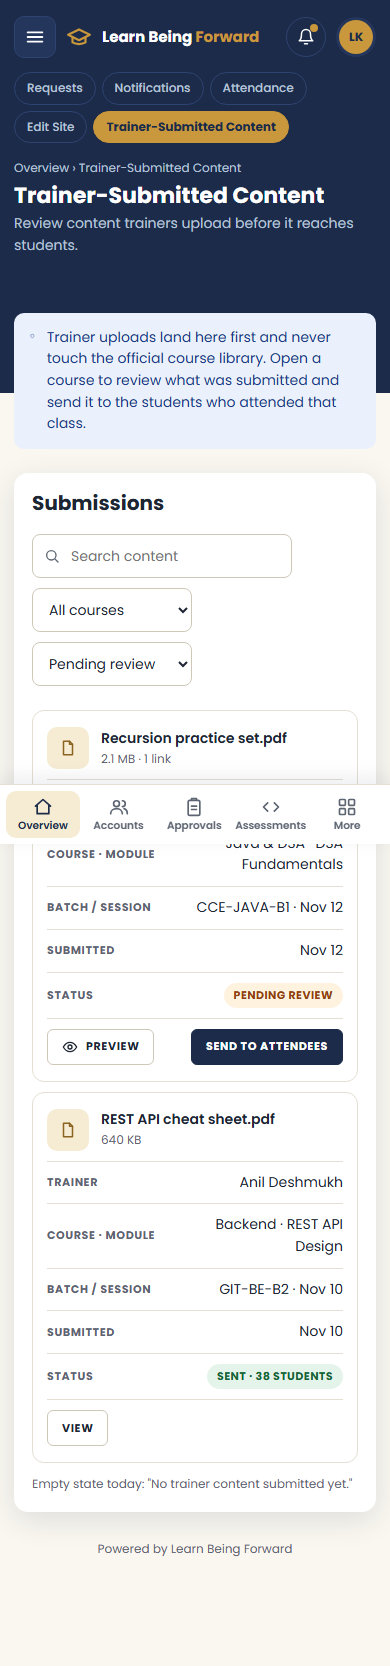 Learn Being Forward
LK
Requests
Notifications
Attendance
Edit Site
Trainer-Submitted Content
Overview › Trainer-Submitted Content
Trainer-Submitted Content
Review content trainers upload before it reaches
students.
Trainer uploads land here first and never
touch the official course library. Open a
course to review what was submitted and
send it to the students who attended that
class.
Submissions
Search content
All courses
Pending review
Recursion practice set.pdf
2.1 MB · 1 link
Overview
Accounts
Approvals
Assessments
More
COURSE · MODULE
Java & DSA · DSA
Fundamentals
BATCH / SESSION
CCE-JAVA-B1 · Nov 12
SUBMITTED
Nov 12
STATUS
PENDING REVIEW
PREVIEW
SEND TO ATTENDEES
REST API cheat sheet.pdf
640 KB
TRAINER
Anil Deshmukh
COURSE · MODULE
Backend · REST API
Design
BATCH / SESSION
GIT-BE-B2 · Nov 10
SUBMITTED
Nov 10
STATUS
SENT · 38 STUDENTS
VIEW
Empty state today: "No trainer content submitted yet."
Powered by Learn Being Forward